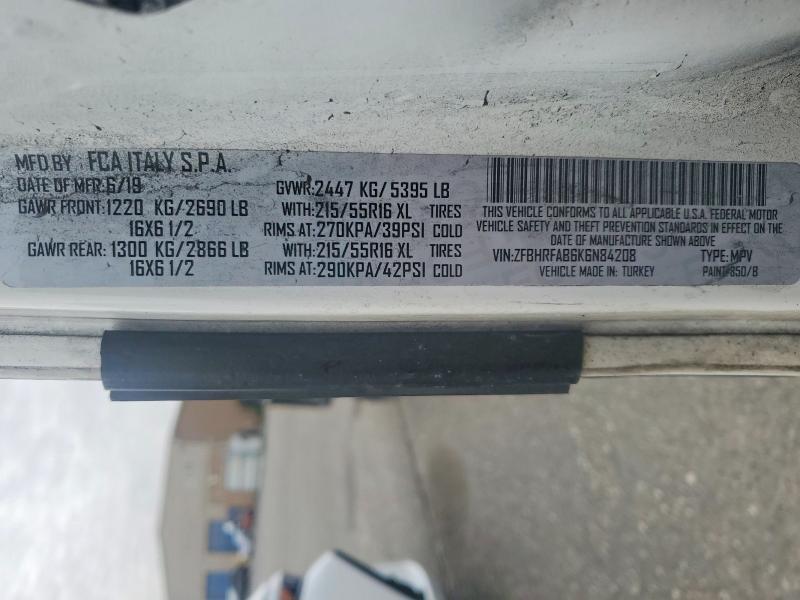 MFD BY FCA ITALY S.P.A.
DATE OF MFR:6/19 GVWR:2447 KG/5395 LB
GAWR FRONT:1220 KG/2690 LB WITH:215/55R16 XL TIRES
16X6 1/2 RIMS AT:270KPA/39PSI COLD
GAWR REAR:1300 KG/2866 LB WITH:215/55R16 XL TIRES
16X6 1/2 RIMS AT:290KPA/42PSI COLD
THIS VEHICLE CONFORMS TO ALL APPLICABLE U.S.A. FEDERAL MOTOR
VEHICLE SAFETY, BUMPER, AND THEFT PREVENTION STANDARDS IN EFFECT ON
THE DATE OF MANUFACTURE SHOWN ABOVE
VIN:ZFBHRFAB6K6N84208 TYPE:MPV
VEHICLE MADE IN: TURKEY PAINT:850/B